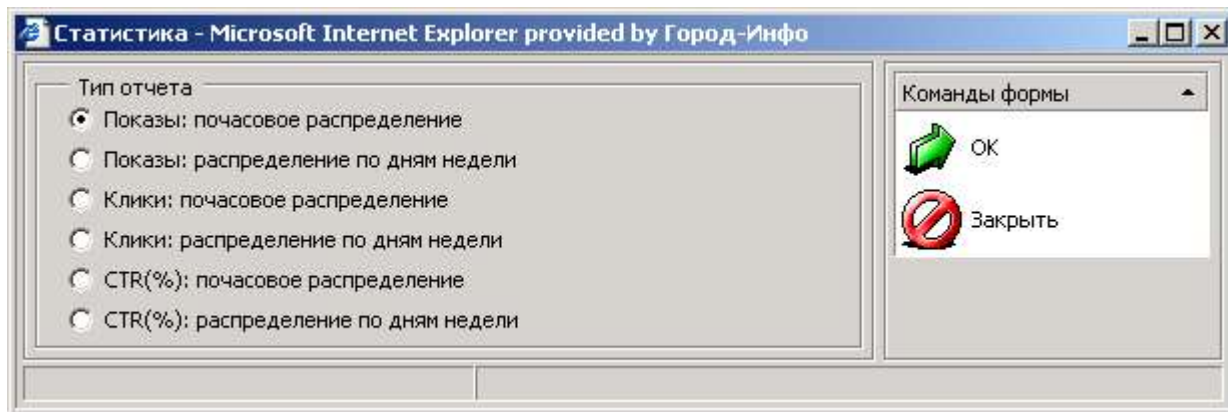 Статистика - Microsoft Internet Explorer provided by Город-Инфо
Тип отчета
Показы: почасовое распределение
Показы: распределение по дням недели
Клики: почасовое распределение
Клики: распределение по дням недели
CTR(%): почасовое распределение
CTR(%): распределение по дням недели
Команды формы
ОК
Закрыть